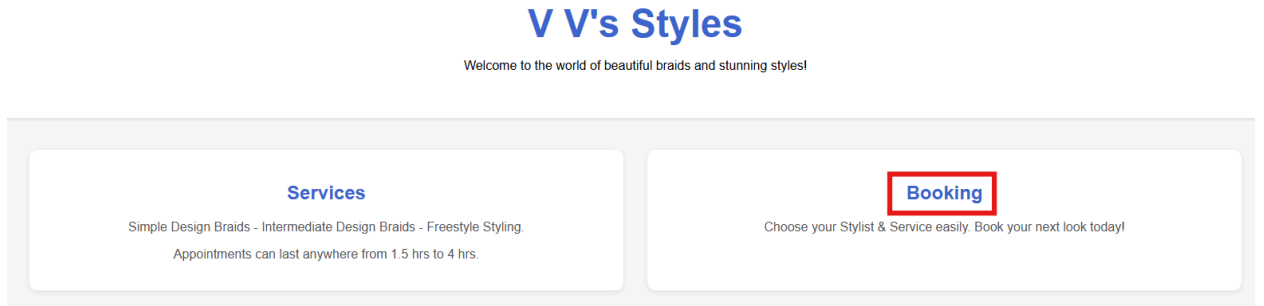 V V's Styles
Welcome to the world of beautiful braids and stunning styles!
Services
Simple Design Braids - Intermediate Design Braids - Freestyle Styling.
Appointments can last anywhere from 1.5 hrs to 4 hrs.
Booking
Choose your Stylist & Service easily. Book your next look today!